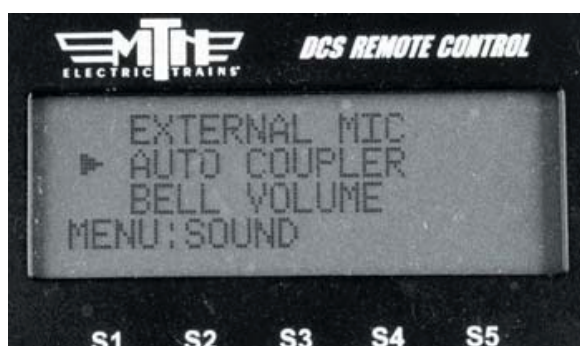 MTH
ELECTRIC TRAINS®
DCS REMOTE CONTROL
EXTERNAL MIC
AUTO COUPLER
BELL VOLUME
MENU:SOUND
S1 S2 S3 S4 S5